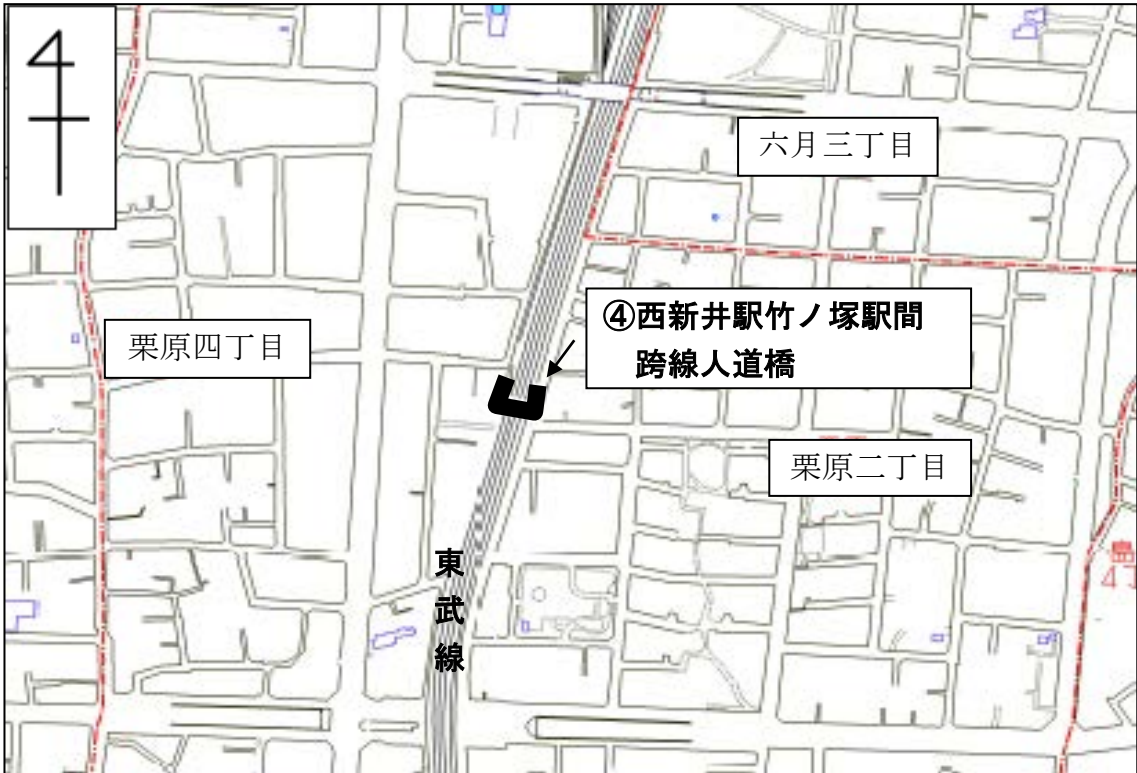 六月三丁目
④西新井駅竹ノ塚駅間
跨線人道橋
栗原四丁目
栗原二丁目
東武線